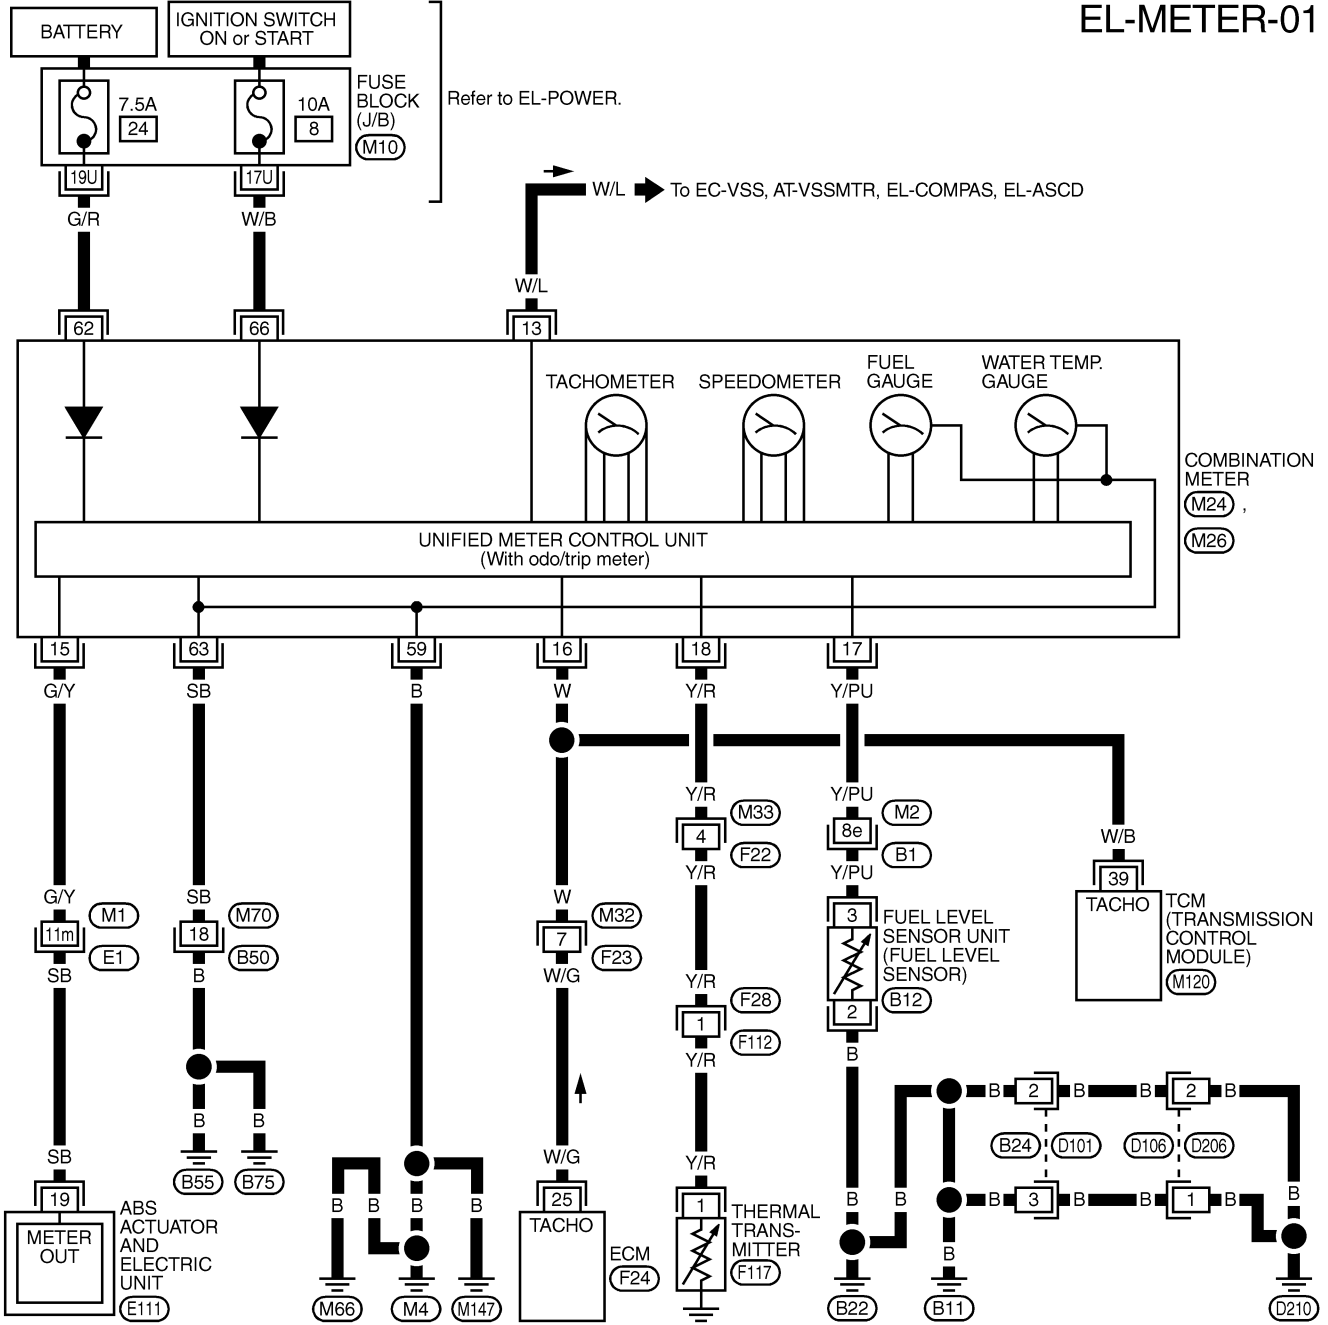 EL-METER-01
BATTERY
IGNITION SWITCH
ON or START
7.5A
24
10A
8
FUSE
BLOCK
(J/B)
M10
Refer to EL-POWER.
19U
17U
G/R
W/B
W/L
To EC-VSS, AT-VSSMTR, EL-COMPAS, EL-ASCD
W/L
62
66
13
TACHOMETER
SPEEDOMETER
FUEL
GAUGE
WATER TEMP.
GAUGE
COMBINATION
METER
M24 ,
M26
UNIFIED METER CONTROL UNIT
(With odo/trip meter)
15
63
59
16
18
17
G/Y
SB
B
W
Y/R
Y/PU
Y/R
Y/PU
4
M33
F22
8e
M2
B1
Y/R
Y/PU
W/B
39
TACHO
TCM
(TRANSMISSION
CONTROL
MODULE)
M120
G/Y
SB
W
11m
M1
E1
18
M70
B50
7
M32
F23
SB
B
W/G
3
FUEL LEVEL
SENSOR UNIT
(FUEL LEVEL
SENSOR)
B12
2
Y/R
1
F28
F112
Y/R
B
B
2
B
B
2
B
B24
D101
D106
D206
B
3
B
B
1
B
B
B
B
B
B
B
B55
B75
SB
W/G
Y/R
B
B
B
B
19
METER
OUT
ABS
ACTUATOR
AND
ELECTRIC
UNIT
E111
M66
M4
M147
25
TACHO
ECM
F24
1
THERMAL
TRANS-
MITTER
F117
B22
B11
D210